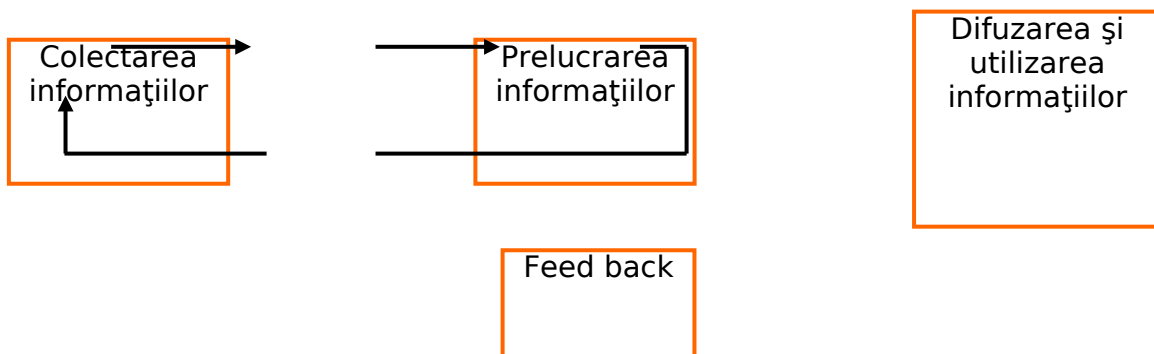 Colectarea
informaţiilor
Prelucrarea
informaţiilor
Difuzarea şi
utilizarea
informaţiilor
Feed back